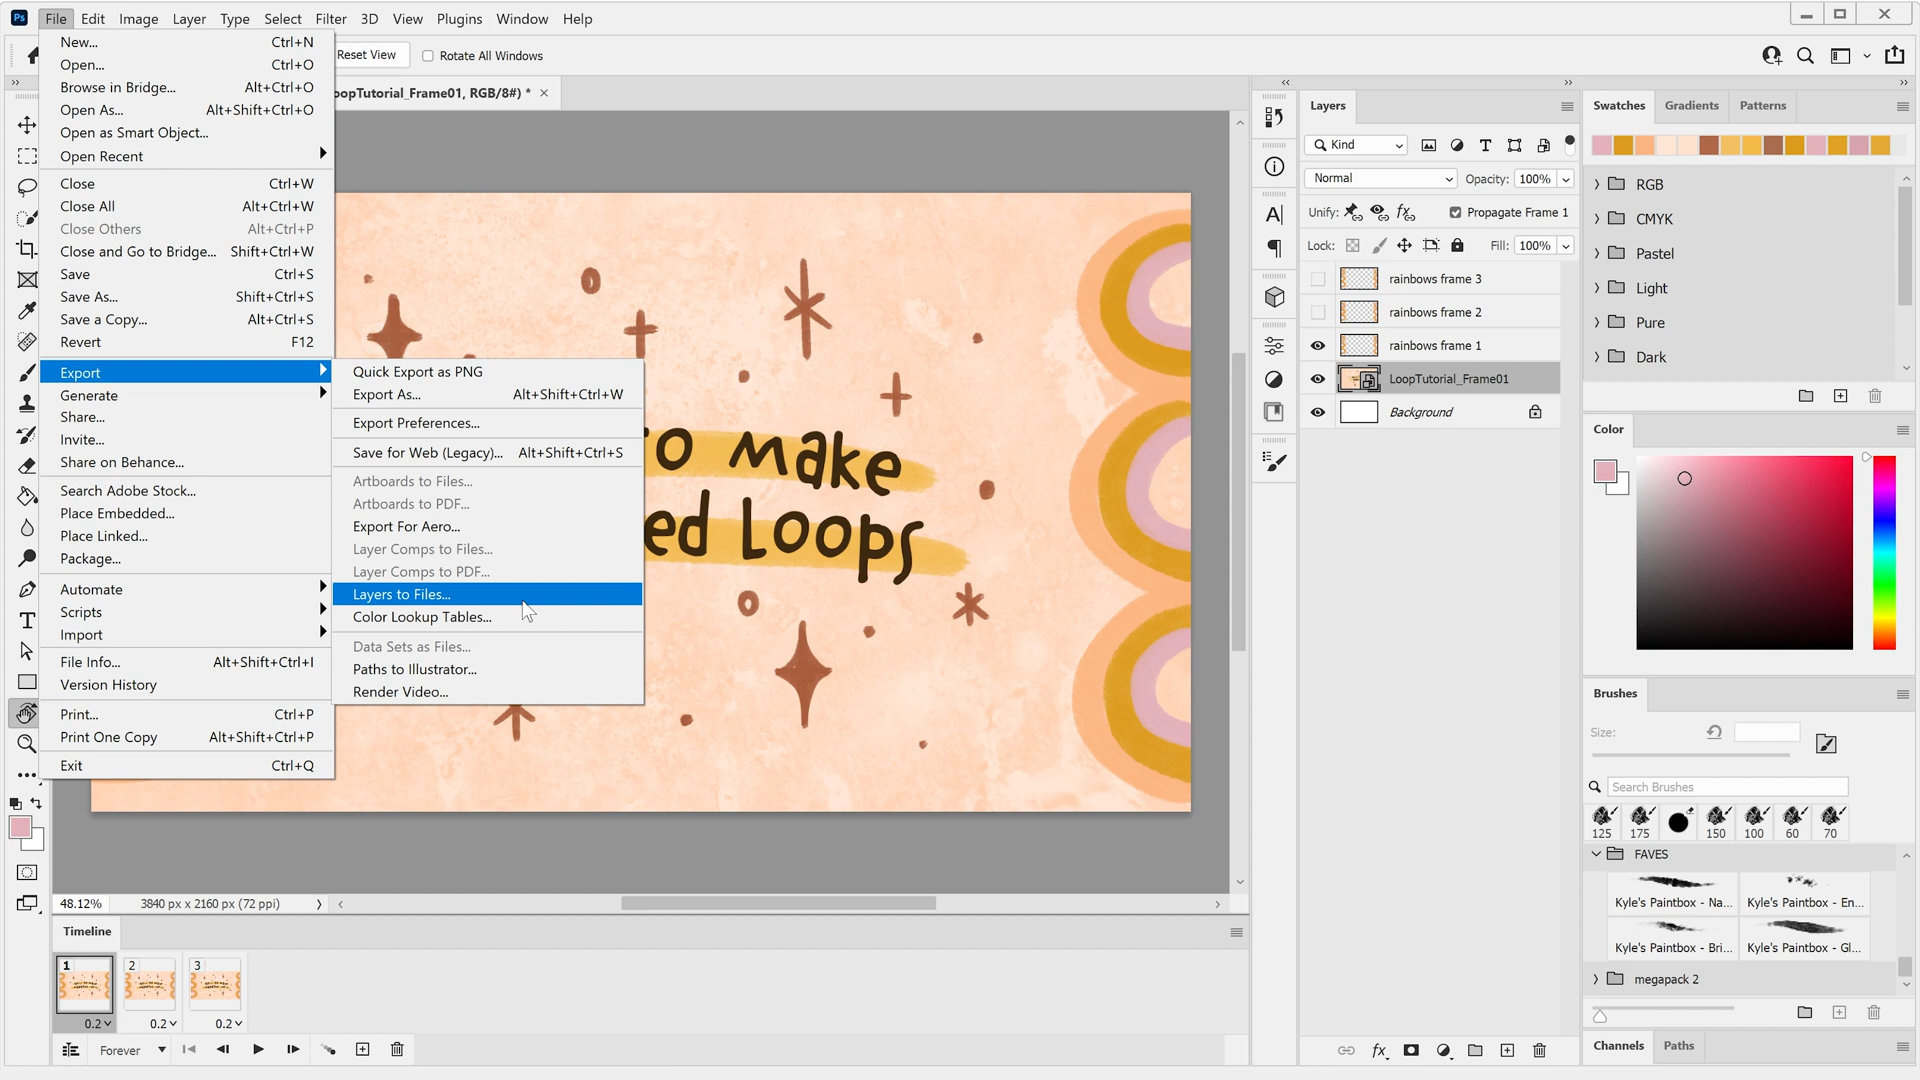 Ps File Edit Image Layer Type Select Filter 3D View Plugins Window Help
Reset View Rotate All Windows
New... Ctrl+N
Open... Ctrl+O
Browse in Bridge... Alt+Ctrl+O
Open As... Alt+Shift+Ctrl+O
Open as Smart Object...
Open Recent
Close Ctrl+W
Close All Alt+Ctrl+W
Close Others Alt+Ctrl+P
Close and Go to Bridge... Shift+Ctrl+W
Save Ctrl+S
Save As... Shift+Ctrl+S
Save a Copy... Alt+Ctrl+S
Revert F12
Export
Generate
Share...
Invite...
Share on Behance...
Search Adobe Stock...
Place Embedded...
Place Linked...
Package...
Automate
Scripts
Import
File Info... Alt+Shift+Ctrl+I
Version History
Print... Ctrl+P
Print One Copy Alt+Shift+Ctrl+P
Exit Ctrl+Q
Quick Export as PNG
Export As... Alt+Shift+Ctrl+W
Export Preferences...
Save for Web (Legacy)... Alt+Shift+Ctrl+S
Artboards to Files...
Artboards to PDF...
Export For Aero...
Layer Comps to Files...
Layer Comps to PDF...
Layers to Files...
Color Lookup Tables...
Data Sets as Files...
Paths to Illustrator...
Render Video...
oopTutorial_Frame01, RGB/8#) *
to make
ed Loops
48.12% 3840 px x 2160 px (72 ppi)
Timeline
1 2 3
0.2 0.2 0.2
Forever
Layers
Kind
Normal Opacity: 100%
Unify: Propagate Frame 1
Lock: Fill: 100%
rainbows frame 3
rainbows frame 2
rainbows frame 1
LoopTutorial_Frame01
Background
fx
Swatches Gradients Patterns
RGB
CMYK
Pastel
Light
Pure
Dark
Color
Brushes
Size:
Search Brushes
125 175 150 100 60 70
FAVES
Kyle's Paintbox - Na... Kyle's Paintbox - En...
Kyle's Paintbox - Bri... Kyle's Paintbox - Gl...
megapack 2
Channels Paths